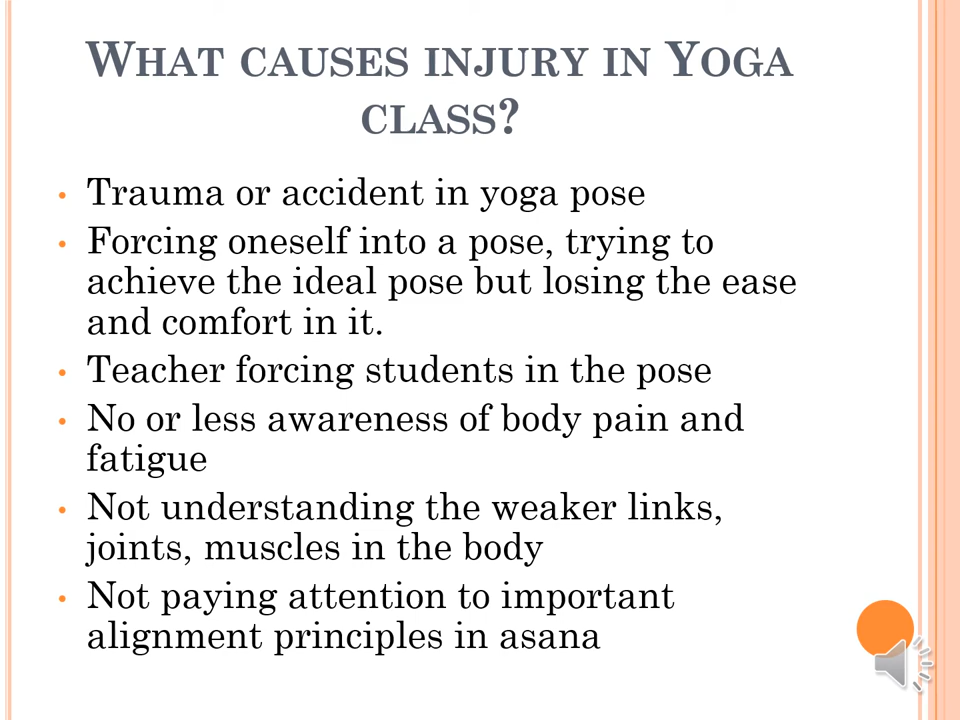 WHAT CAUSES INJURY IN YOGA
CLASS?
• Trauma or accident in yoga pose
• Forcing oneself into a pose, trying to
achieve the ideal pose but losing the ease
and comfort in it.
• Teacher forcing students in the pose
• No or less awareness of body pain and
fatigue
• Not understanding the weaker links,
joints, muscles in the body
• Not paying attention to important
alignment principles in asana